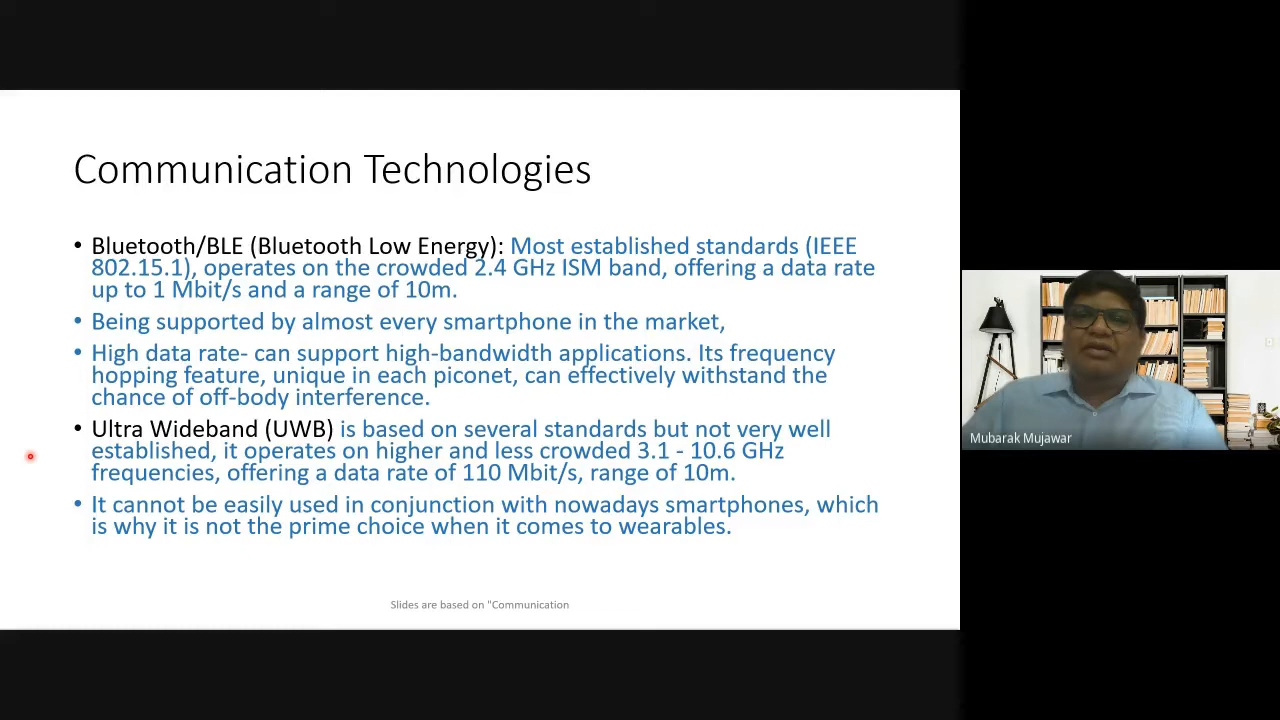 Communication Technologies
• Bluetooth/BLE (Bluetooth Low Energy): Most established standards (IEEE
802.15.1), operates on the crowded 2.4 GHz ISM band, offering a data rate
up to 1 Mbit/s and a range of 10m.
• Being supported by almost every smartphone in the market,
• High data rate- can support high-bandwidth applications. Its frequency
hopping feature, unique in each piconet, can effectively withstand the
chance of off-body interference.
• Ultra Wideband (UWB) is based on several standards but not very well
established, it operates on higher and less crowded 3.1 - 10.6 GHz
frequencies, offering a data rate of 110 Mbit/s, range of 10m.
• It cannot be easily used in conjunction with nowadays smartphones, which
is why it is not the prime choice when it comes to wearables.
Slides are based on "Communication
Mubarak Mujawar